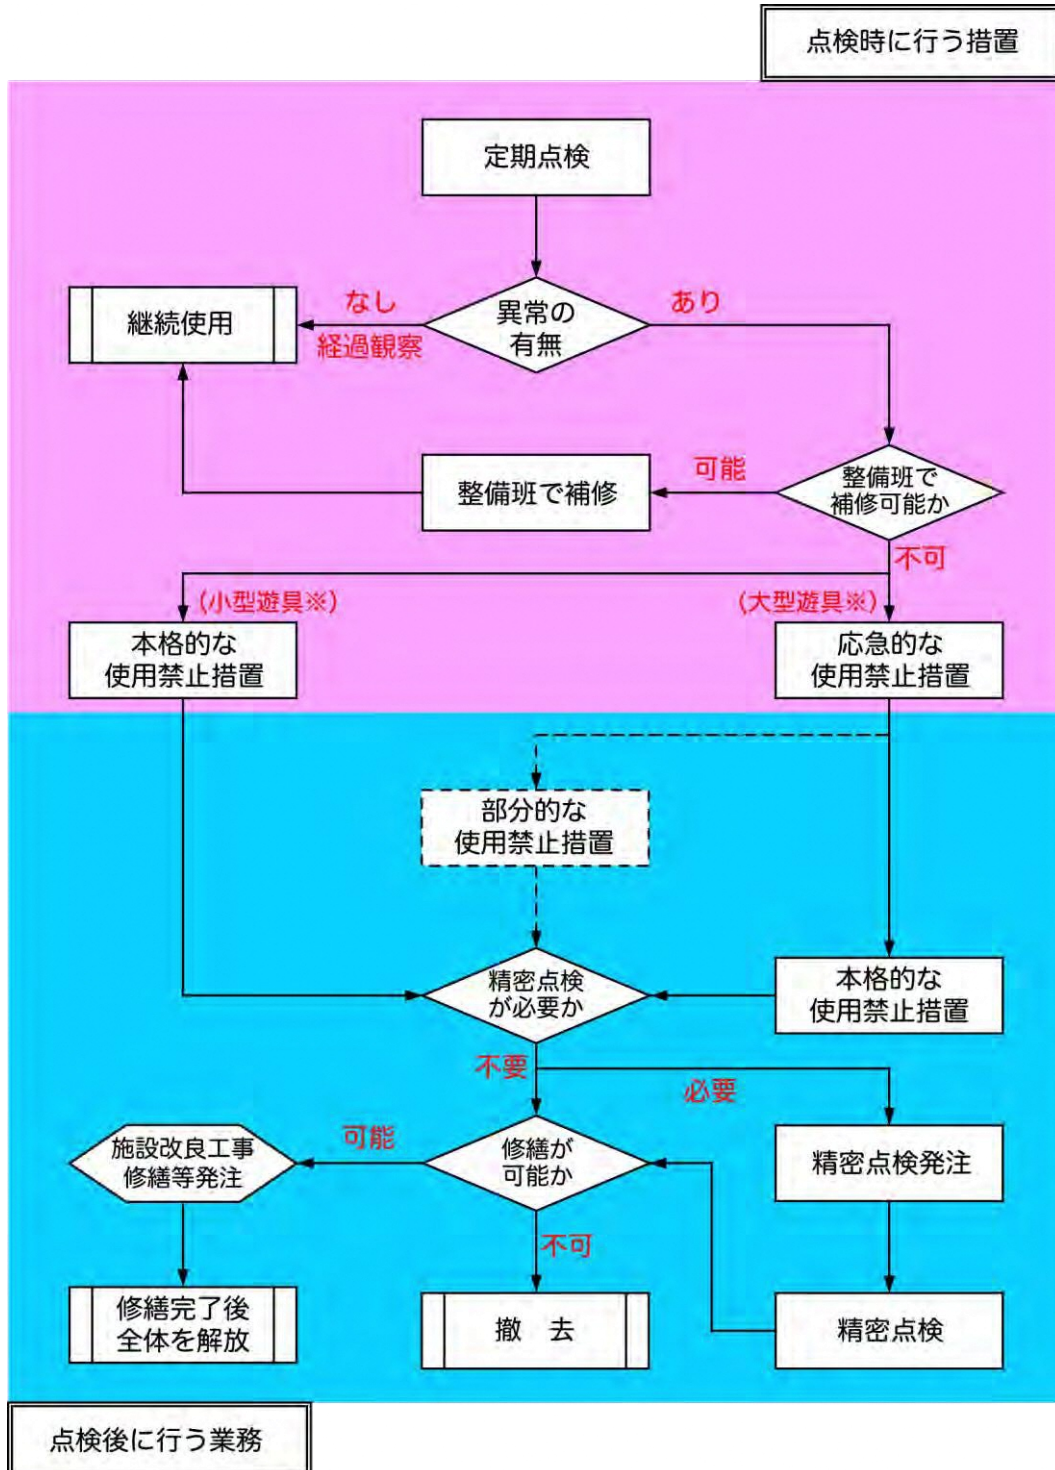 点検時に行う措置
定期点検
異常の
有無
なし
経過観察
あり
継続使用
整備班で
補修可能か
可能
整備班で補修
不可
(小型遊具※)
(大型遊具※)
本格的な
使用禁止措置
応急的な
使用禁止措置
部分的な
使用禁止措置
精密点検
が必要か
本格的な
使用禁止措置
不要
必要
施設改良工事
修繕等発注
可能
修繕が
可能か
精密点検発注
不可
修繕完了後
全体を解放
撤　去
精密点検
点検後に行う業務